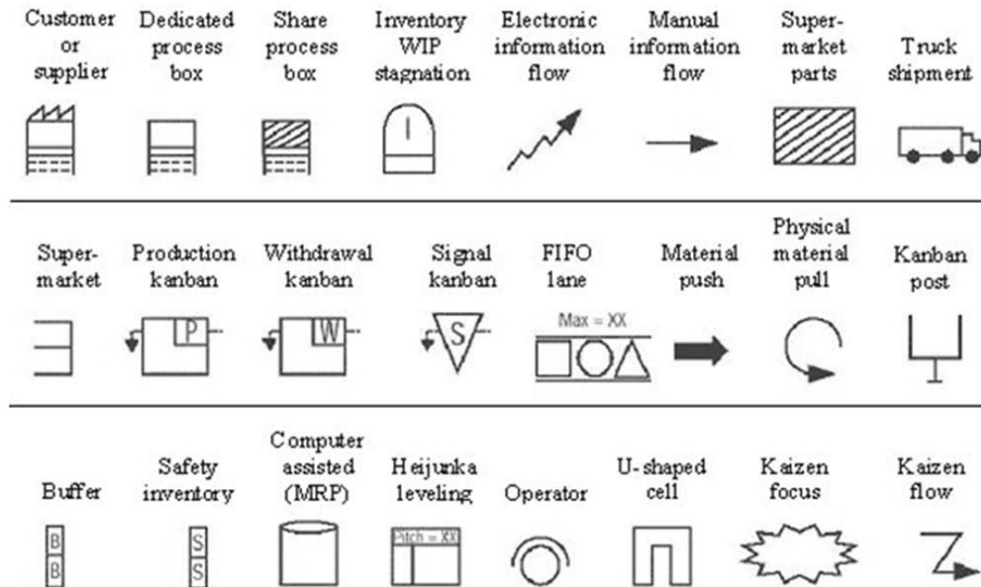 Customer or supplier
Dedicated process box
Share process box
Inventory WIP stagnation
Electronic information flow
Manual information flow
Super- market parts
Truck shipment
Super- market
Production kanban
P
Withdrawal kanban
W
Signal kanban
S
FIFO lane
Max = XX
Material push
Physical material pull
Kanban post
Buffer
B
B
Safety inventory
S
S
Computer assisted (MRP)
Heijunka leveling
Pitch = XX
Operator
U-shaped cell
Kaizen focus
Kaizen flow